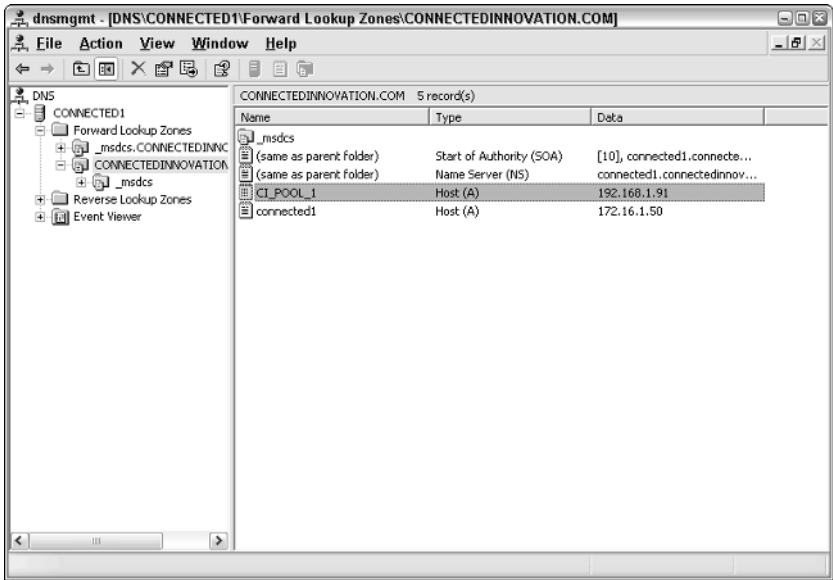 dnsmgmt - [DNS\CONNECTED1\Forward Lookup Zones\CONNECTEDINNOVATION.COM]
File Action View Window Help
DNS
CONNECTED1
Forward Lookup Zones
_msdcs.CONNECTEDINNC
CONNECTEDINNOVATION
_msdcs
Reverse Lookup Zones
Event Viewer
CONNECTEDINNOVATION.COM 5 record(s)
Name Type Data
_msdcs
(same as parent folder) Start of Authority (SOA) [10], connected1.connecte...
(same as parent folder) Name Server (NS) connected1.connectedinnov...
CI_POOL_1 Host (A) 192.168.1.91
connected1 Host (A) 172.16.1.50